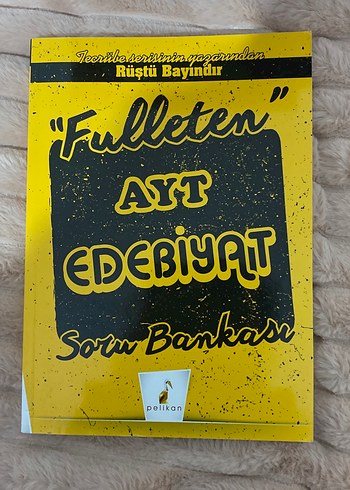 Tecrübe serisinin yazarından
Rüştü Bayındır
"Fulleten"
AYT
EDEBİYAT
Soru Bankası
pelikan